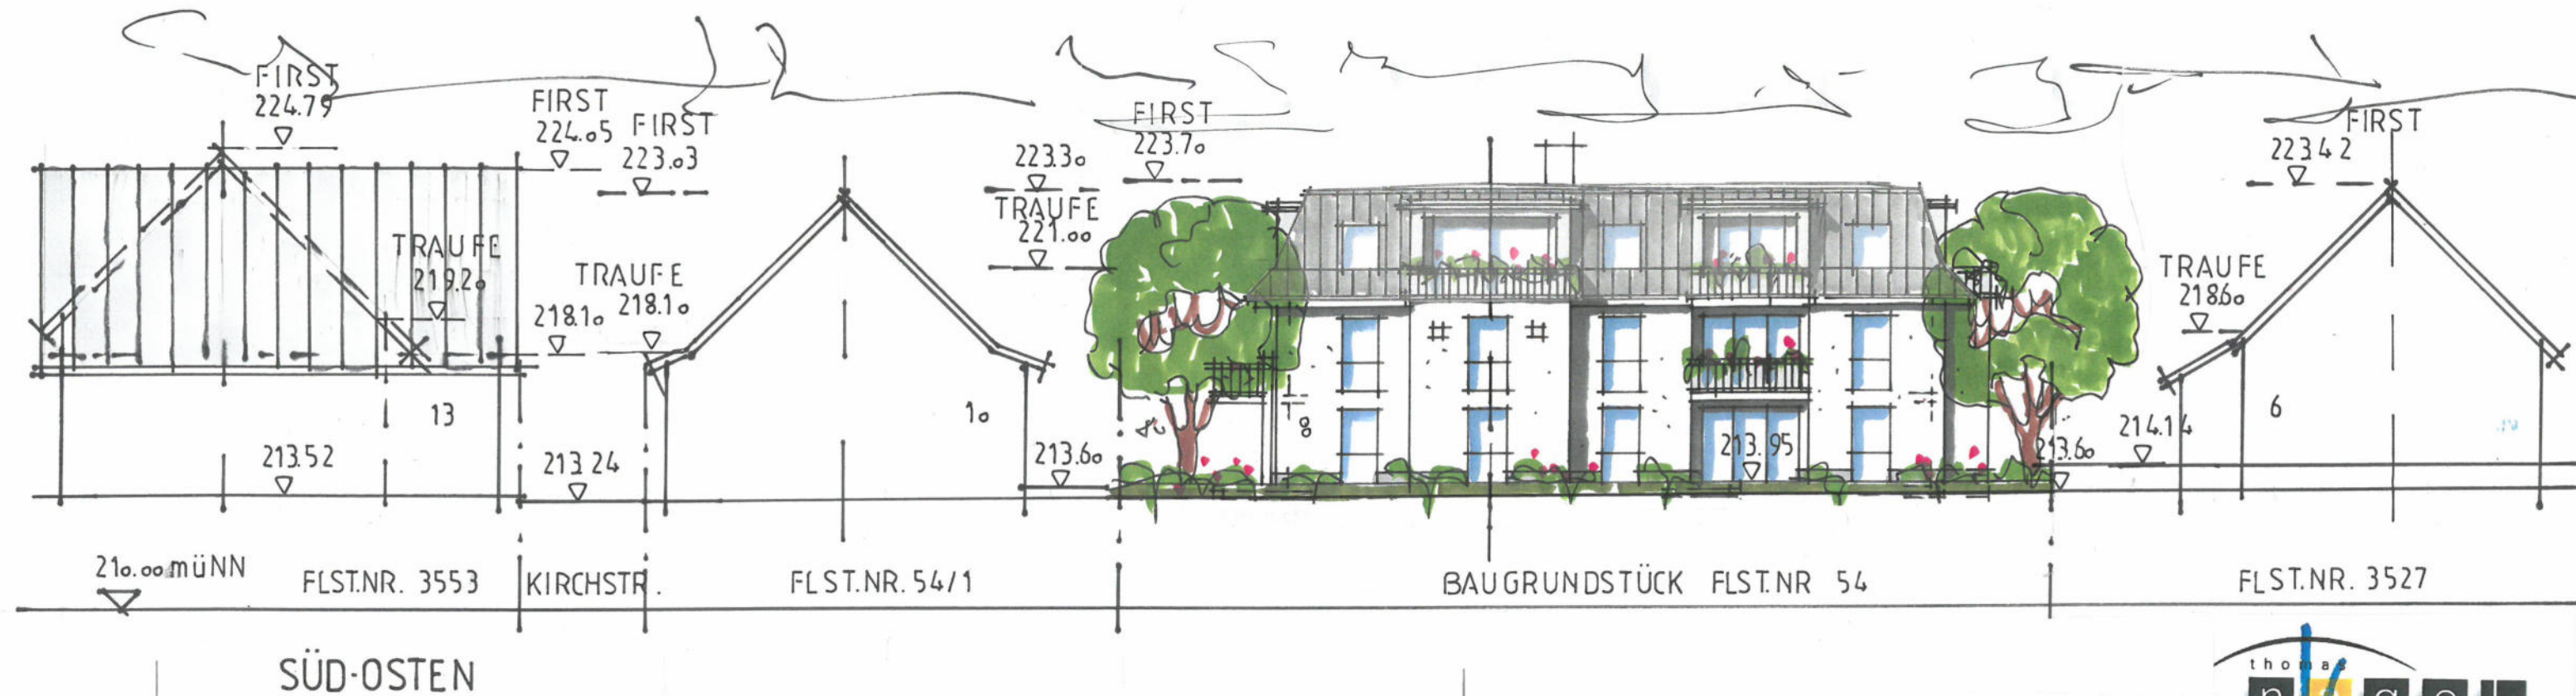 FIRST
224.79
FIRST
224.05
FIRST
223.03
TRAUFE
219.20
TRAUFE
218.10
218.10
13
213.52
213.24
10
213.60
223.30
TRAUFE
221.00
FIRST
223.70
8
213.95
213.60
FIRST
223.42
TRAUFE
218.60
214.14
6
210.00 müNN
FLST.NR. 3553
KIRCHSTR.
FLST.NR. 54/1
BAUGRUNDSTÜCK FLST.NR 54
FLST.NR. 3527
SÜD-OSTEN
thomas